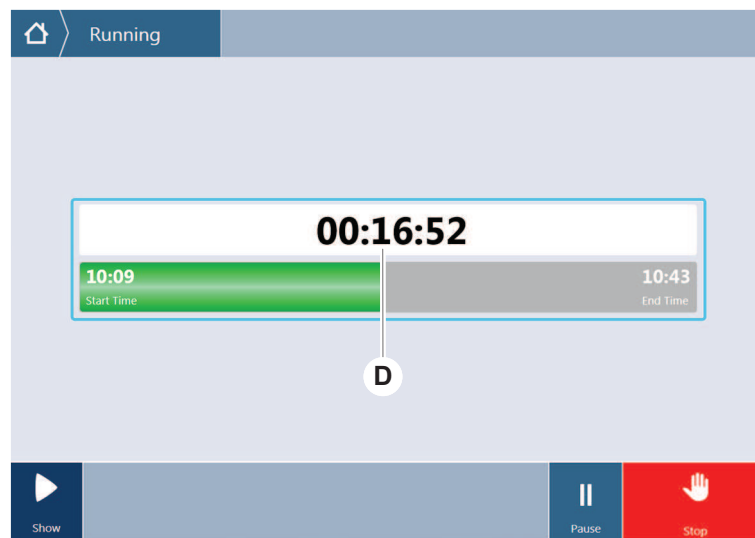 Running
00:16:52
10:09 10:43
Start Time End Time
D
Show Pause Stop